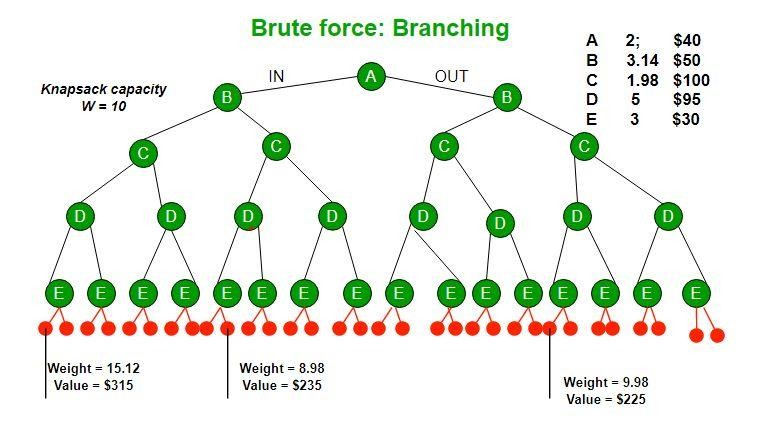 Brute force: Branching
A 2; $40
B 3.14 $50
C 1.98 $100
D 5 $95
E 3 $30
Knapsack capacity
W = 10
IN OUT
A
B B
C C C C
D D D D D D D D
E E E E E E E E E E E E E E E E
Weight = 15.12
Value = $315
Weight = 8.98
Value = $235
Weight = 9.98
Value = $225